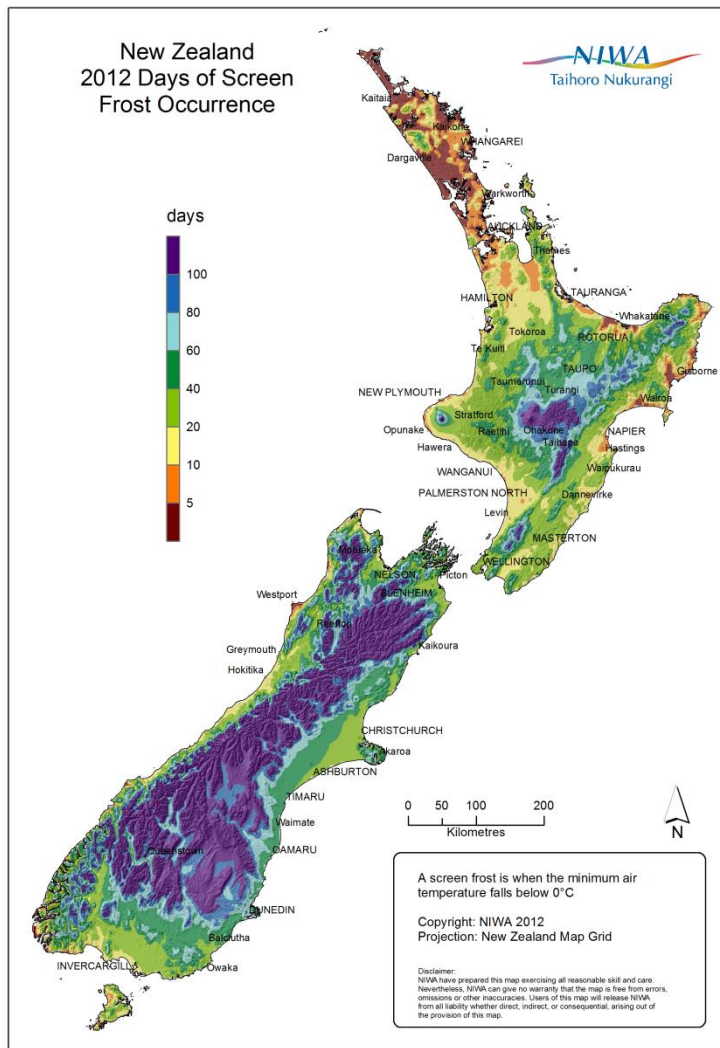 New Zealand
2012 Days of Screen
Frost Occurrence
NIWA
Taihoro Nukurangi
days
100
80
60
40
20
10
5
Kaitaia
Kaikohe
WHANGAREI
Dargaville
Warkworth
AUCKLAND
Thames
HAMILTON
TAURANGA
Whakatane
Tokoroa
ROTORUA
Te Kuiti
TAUPO
Gisborne
Taumarunui
Turangi
NEW PLYMOUTH
Wairoa
Stratford
Opunake
Raetihi
Ohakone
NAPIER
Hawera
Taihape
Hastings
WANGANUI
Waipukurau
PALMERSTON NORTH
Dannevirke
Levin
MASTERTON
WELLINGTON
Motueka
NELSON
Picton
BLENHEIM
Westport
Reefton
Greymouth
Kaikoura
Hokitika
CHRISTCHURCH
Akaroa
ASHBURTON
TIMARU
Waimate
Queenstown
OAMARU
DUNEDIN
Balclutha
INVERCARGILL
Owaka
0 50 100 200
Kilometres
N
A screen frost is when the minimum air
temperature falls below 0°C
Copyright: NIWA 2012
Projection: New Zealand Map Grid
Disclaimer:
NIWA have prepared this map exercising all reasonable skill and care.
Nevertheless, NIWA can give no warranty that the map is free from errors,
omissions or other inaccuracies. Users of this map will release NIWA
from all liability whether direct, indirect, or consequential, arising out of
the provision of this map.